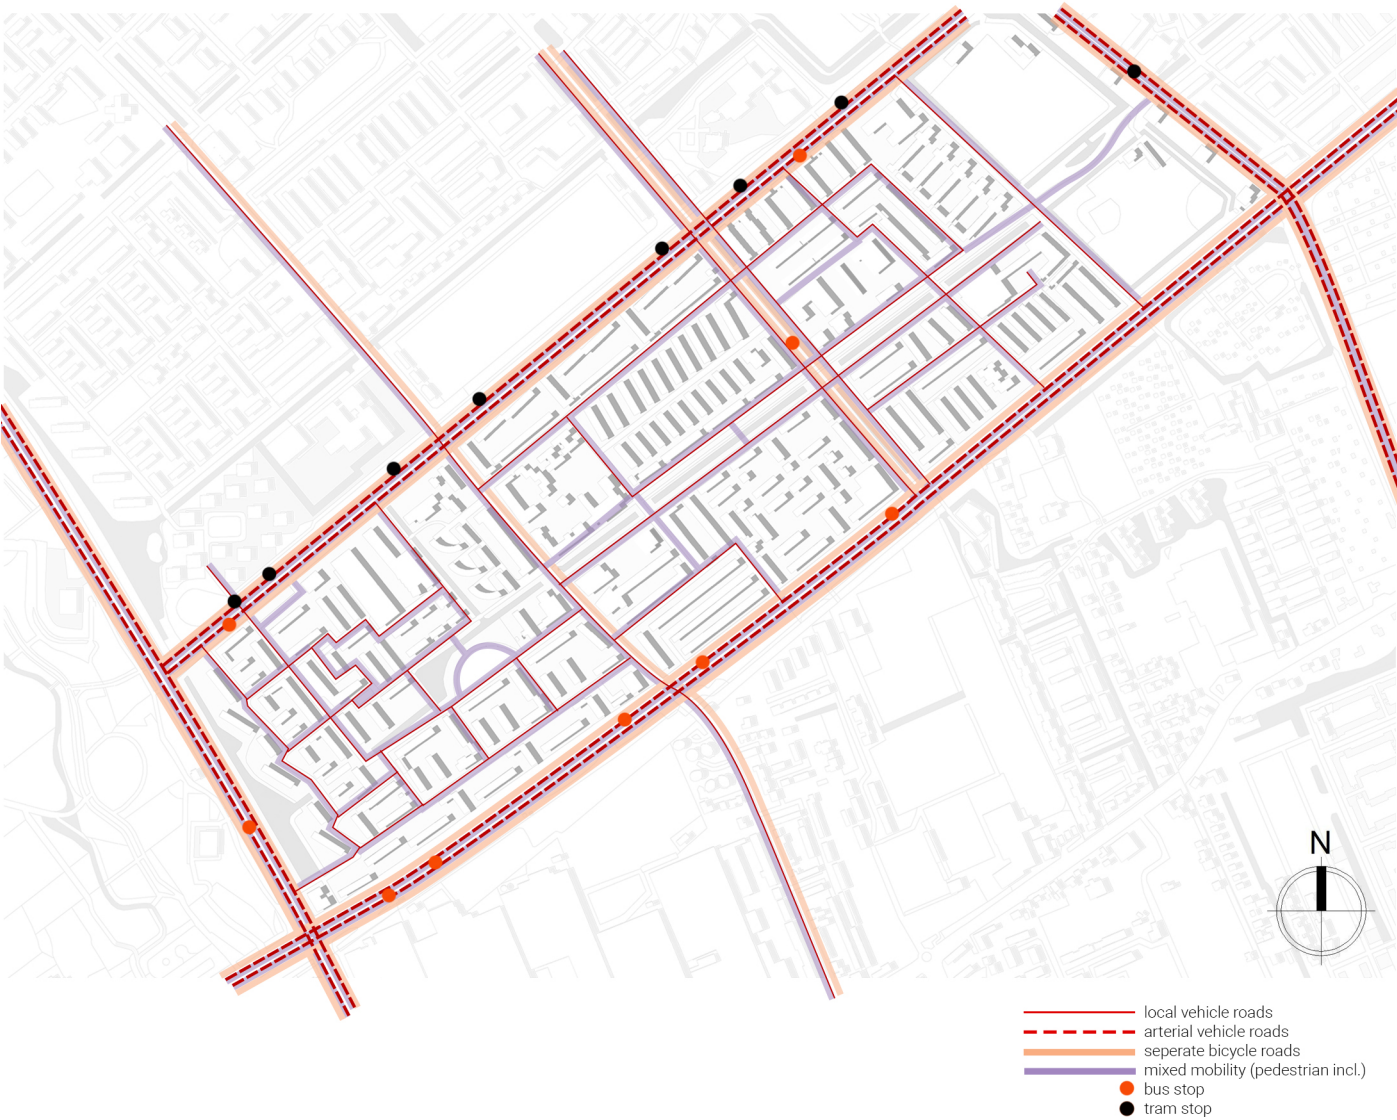 N
local vehicle roads
arterial vehicle roads
seperate bicycle roads
mixed mobility (pedestrian incl.)
bus stop
tram stop